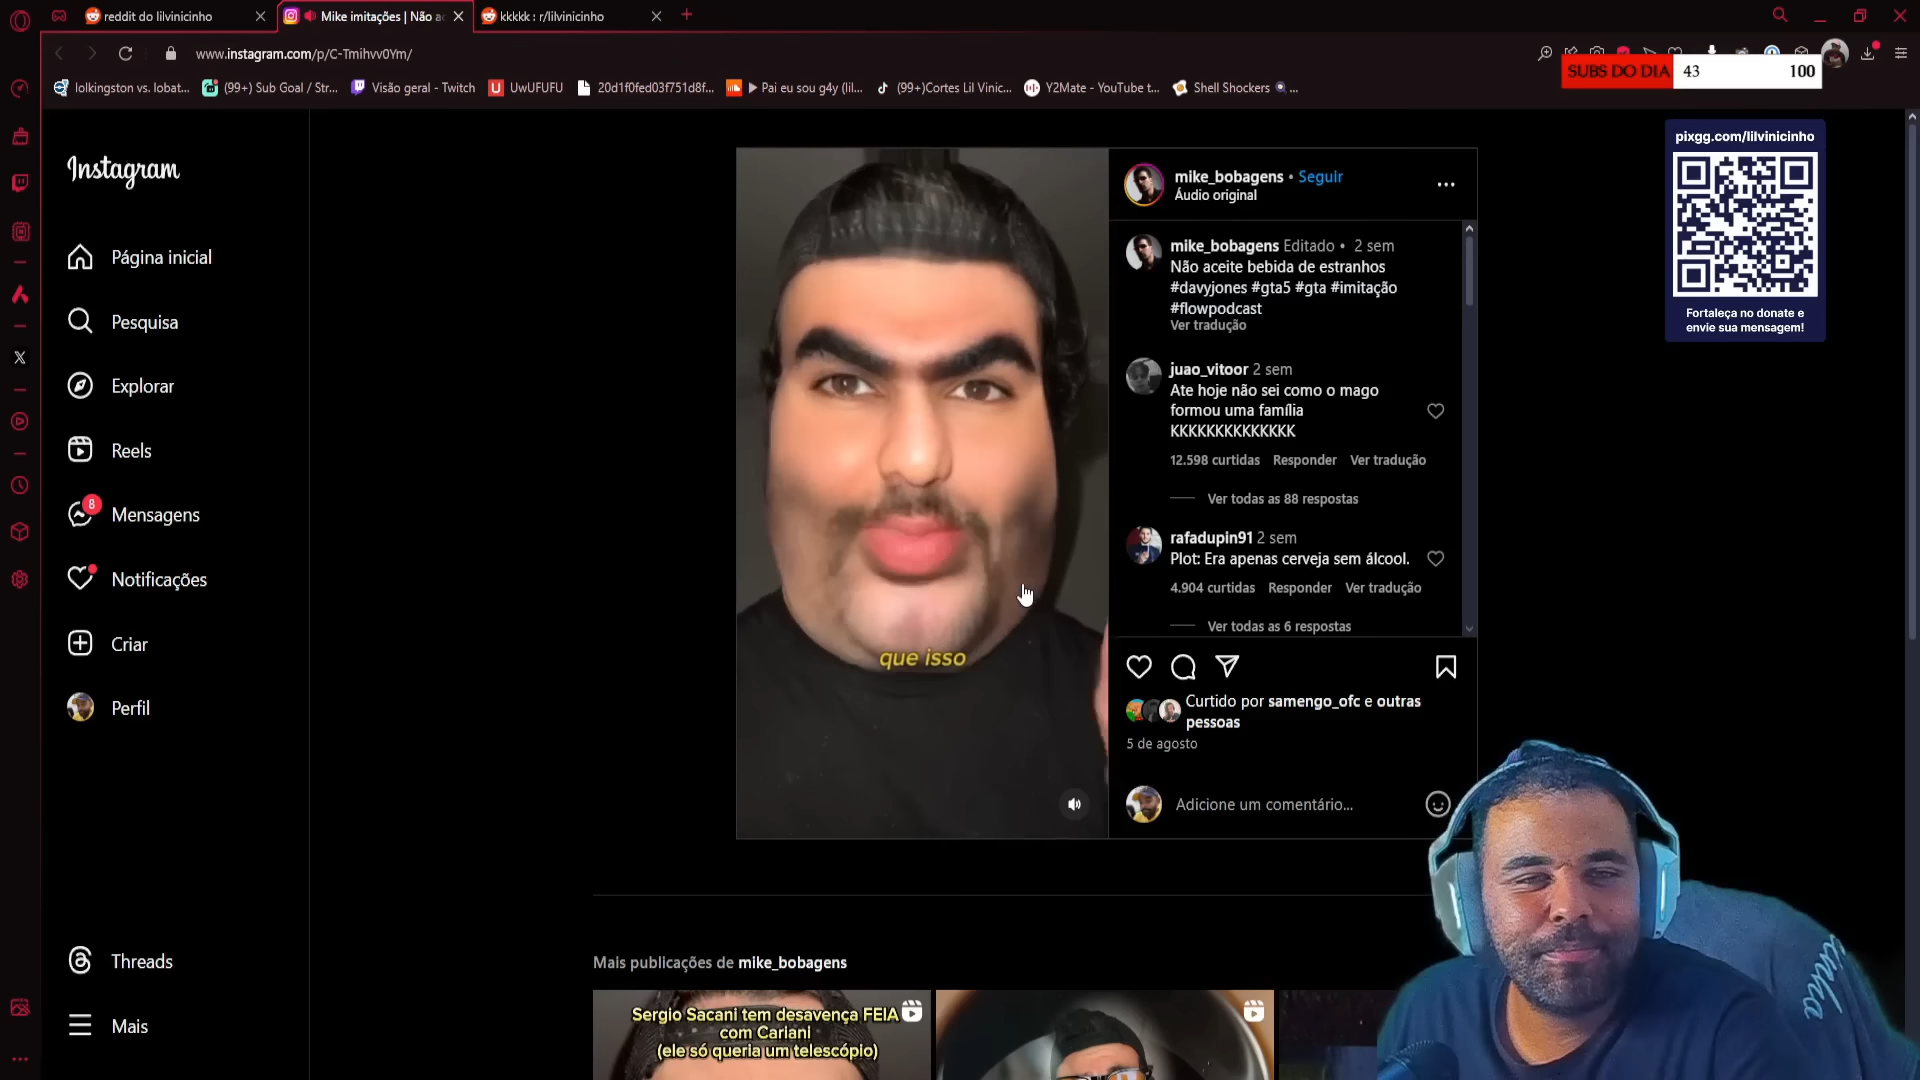 reddit do lilvinicinho
Mike imitações | Não ac
kkkkk : r/lilvinicinho
www.instagram.com/p/C-Tmihvv0Ym/
lolkingston vs. lobat...
(99+) Sub Goal / Str...
Visão geral - Twitch
UwUFUFU
20d1f0fed03f751d8f...
Pai eu sou g4y (lil...
(99+)Cortes Lil Vinic...
Y2Mate - YouTube t...
Shell Shockers
...
SUBS DO DIA 43 100
pixgg.com/lilvinicinho
Fortaleça no donate e
envie sua mensagem!
Instagram
Página inicial
Pesquisa
Explorar
Reels
8
Mensagens
Notificações
Criar
Perfil
Threads
Mais
que isso
mike_bobagens • Seguir
Áudio original
mike_bobagens Editado • 2 sem
Não aceite bebida de estranhos
#davyjones #gta5 #gta #imitação
#flowpodcast
Ver tradução
juao_vitoor 2 sem
Ate hoje não sei como o mago
formou uma família
KKKKKKKKKKKKKK
12.598 curtidas Responder Ver tradução
Ver todas as 88 respostas
rafadupin91 2 sem
Plot: Era apenas cerveja sem álcool.
4.904 curtidas Responder Ver tradução
Ver todas as 6 respostas
Curtido por samengo_ofc e outras
pessoas
5 de agosto
Adicione um comentário...
Mais publicações de mike_bobagens
Sergio Sacani tem desavença FEIA
com Cariani
(ele só queria um telescópio)